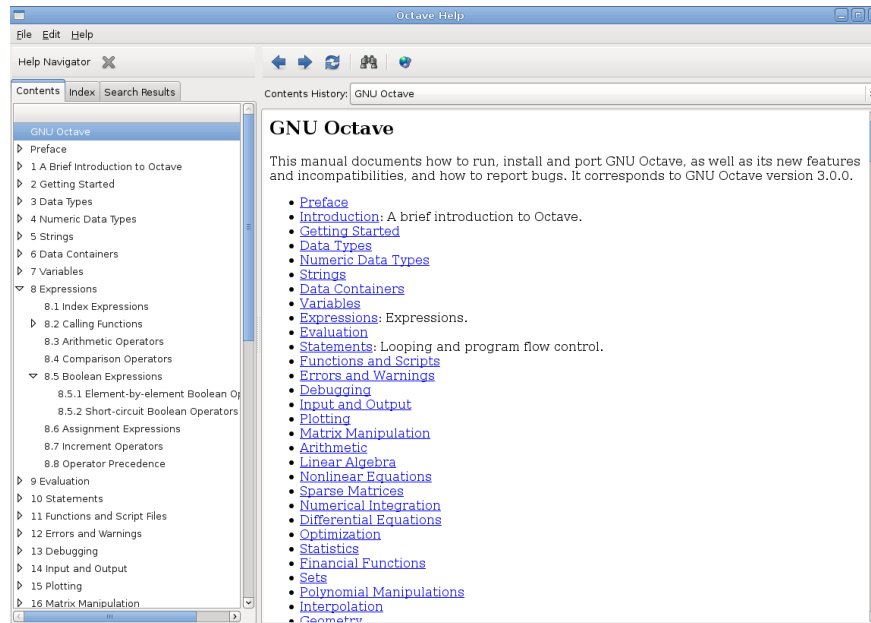 Octave Help
File Edit Help
Help Navigator
Contents Index Search Results
Contents History: GNU Octave
GNU Octave
Preface
1 A Brief Introduction to Octave
2 Getting Started
3 Data Types
4 Numeric Data Types
5 Strings
6 Data Containers
7 Variables
8 Expressions
8.1 Index Expressions
8.2 Calling Functions
8.3 Arithmetic Operators
8.4 Comparison Operators
8.5 Boolean Expressions
8.5.1 Element-by-element Boolean
8.5.2 Short-circuit Boolean Operators
8.6 Assignment Expressions
8.7 Increment Operators
8.8 Operator Precedence
9 Evaluation
10 Statements
11 Functions and Script Files
12 Errors and Warnings
13 Debugging
14 Input and Output
15 Plotting
16 Matrix Manipulation
GNU Octave
This manual documents how to run, install and port GNU Octave, as well as its new features
and incompatibilities, and how to report bugs. It corresponds to GNU Octave version 3.0.0.
• Preface
• Introduction: A brief introduction to Octave.
• Getting Started
• Data Types
• Numeric Data Types
• Strings
• Data Containers
• Variables
• Expressions: Expressions.
• Evaluation
• Statements: Looping and program flow control.
• Functions and Scripts
• Errors and Warnings
• Debugging
• Input and Output
• Plotting
• Matrix Manipulation
• Arithmetic
• Linear Algebra
• Nonlinear Equations
• Sparse Matrices
• Numerical Integration
• Differential Equations
• Optimization
• Statistics
• Financial Functions
• Sets
• Polynomial Manipulations
• Interpolation
• Geometry